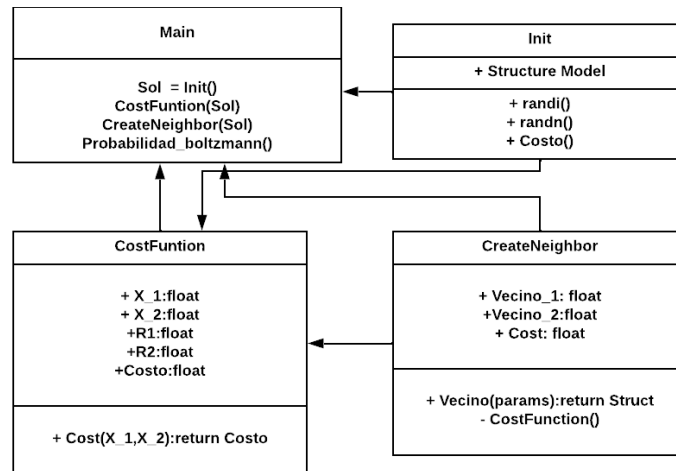 Main
Sol = Init()
CostFuntion(Sol)
CreateNeighbor(Sol)
Probabilidad_boltzmann()
Init
+ Structure Model
+ randi()
+ randn()
+ Costo()
CostFuntion
+ X_1:float
+ X_2:float
+R1:float
+R2:float
+Costo:float
+ Cost(X_1,X_2):return Costo
CreateNeighbor
+ Vecino_1: float
+Vecino_2:float
+ Cost: float
+ Vecino(params):return Struct
- CostFunction()